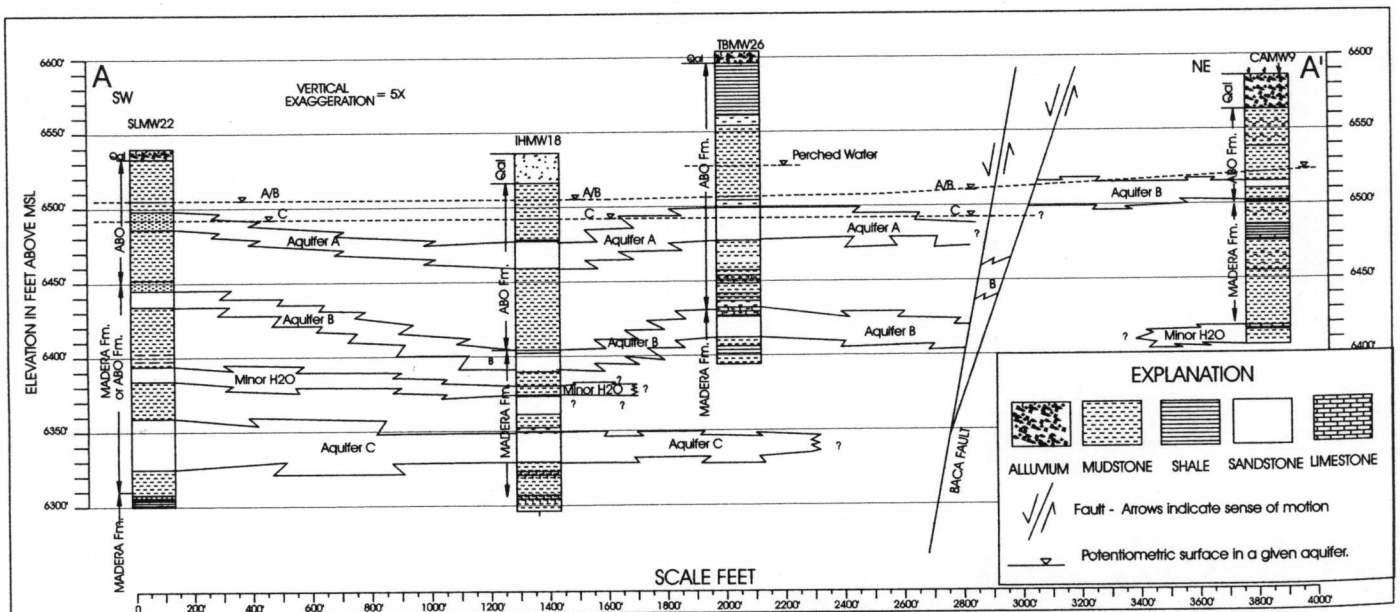 A
SW
VERTICAL
EXAGGERATION = 5X
TBMW26
NE
CAMW9
A'
SLMW22
IHMW18
ELEVATION IN FEET ABOVE MSL
6600'
6550'
6500'
6450'
6400'
6350'
6300'
6600'
6550'
6500'
6450'
6400'
Qal
ABO
MADERA Fm.
or ABO Fm.
MADERA Fm.
Qal
ABO Fm.
MADERA Fm.
Qal
ABO Fm.
MADERA Fm.
Qal
ABO Fm.
MADERA Fm.
Perched Water
A/B
A/B
C
C
C
?
Aquifer A
Aquifer A
Aquifer A
?
Aquifer B
Aquifer B
B
Aquifer B
Aquifer B
B
Minor H2O
Minor H2O
?
?
?
?
Minor H2O
?
Aquifer C
Aquifer C
?
BACA FAULT
EXPLANATION
ALLUVIUM MUDSTONE SHALE SANDSTONE LIMESTONE
Fault - Arrows indicate sense of motion
Potentiometric surface in a given aquifer.
SCALE FEET
0 200' 400' 600' 800' 1000' 1200' 1400' 1600' 1800' 2000' 2200' 2400' 2600' 2800' 3000' 3200' 3400' 3600' 3800' 4000'